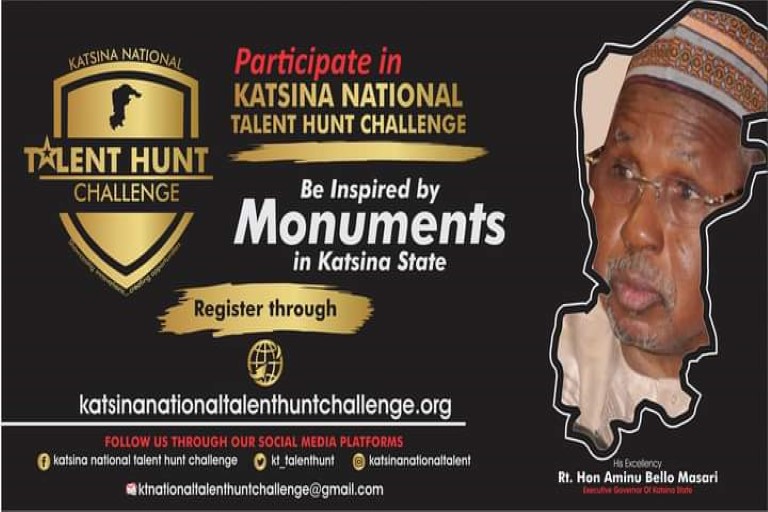 KATSINA NATIONAL
TALENT HUNT
CHALLENGE
Participate in
KATSINA NATIONAL
TALENT HUNT CHALLENGE
Be Inspired by
Monuments
in Katsina State
Register through
katsinanationaltalenthuntchallenge.org
FOLLOW US THROUGH OUR SOCIAL MEDIA PLATFORMS
katsina national talent hunt challenge kt_talenthunt katsinanationaltalent
ktnationaltalenthuntchallenge@gmail.com
His Excellency
Rt. Hon Aminu Bello Masari
Executive Governor Of Katsina State